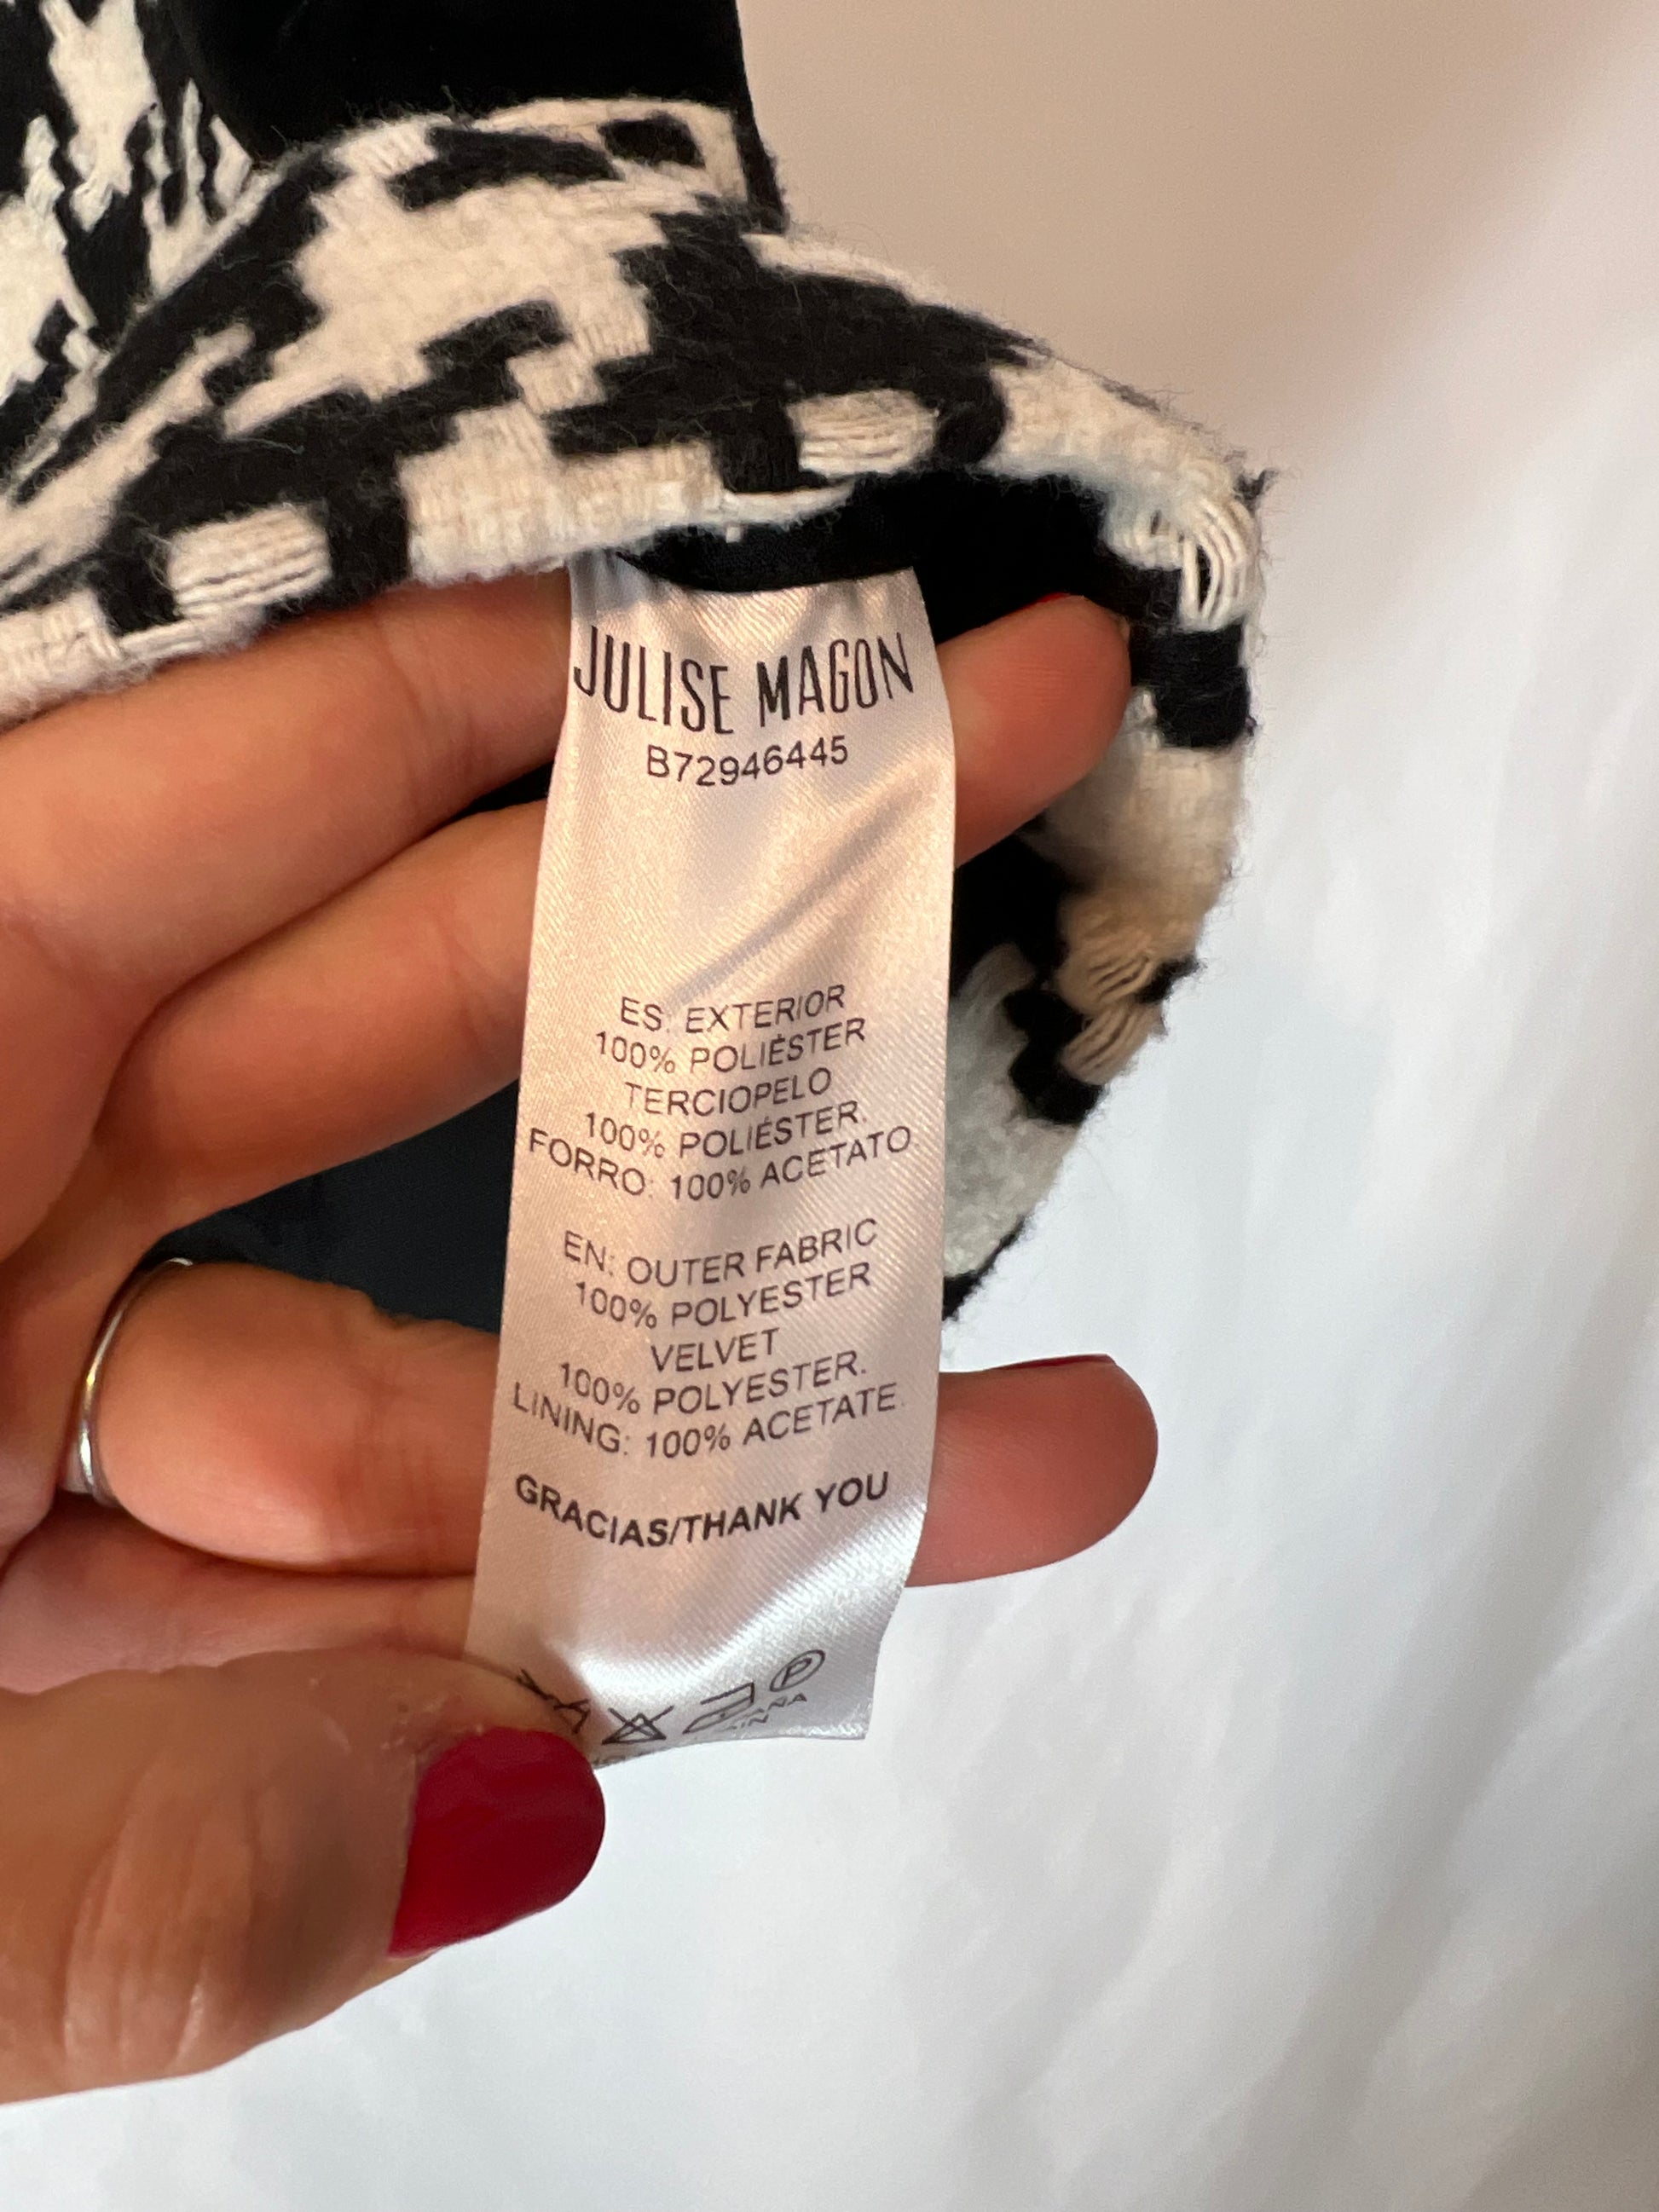 JULISE MAGON
B72946445
ES: EXTERIOR
100% POLIÉSTER
TERCIOPELO
100% POLIÉSTER.
FORRO: 100% ACETATO
EN: OUTER FABRIC
100% POLYESTER
VELVET
100% POLYESTER.
LINING: 100% ACETATE.
GRACIAS/THANK YOU
P